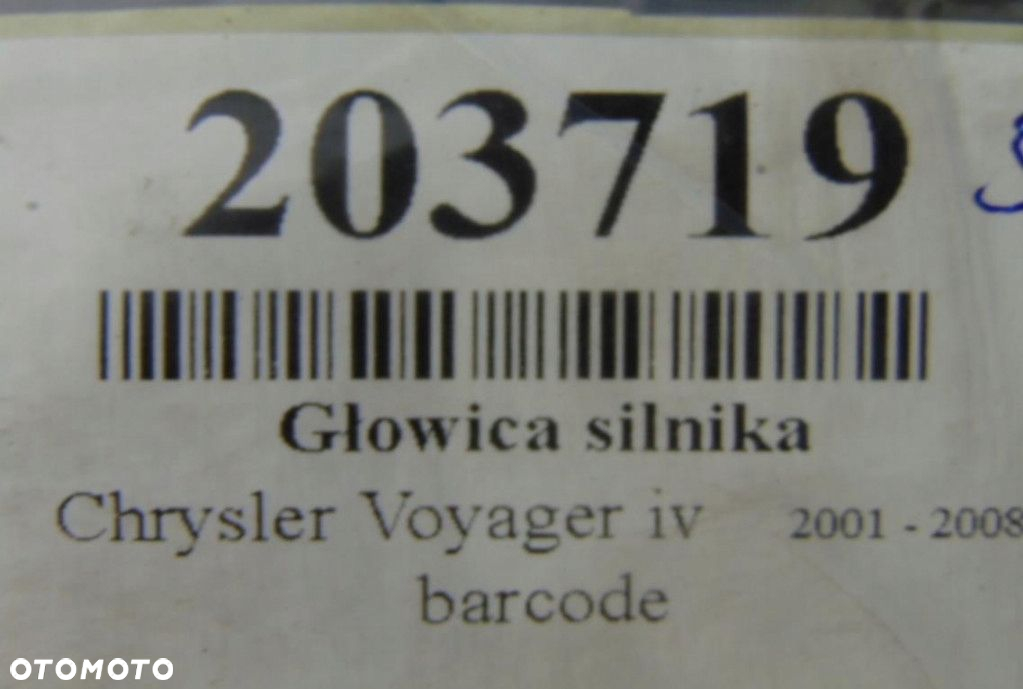 203719
Głowica silnika
Chrysler Voyager iv 2001 - 2008
barcode
OTOMOTO